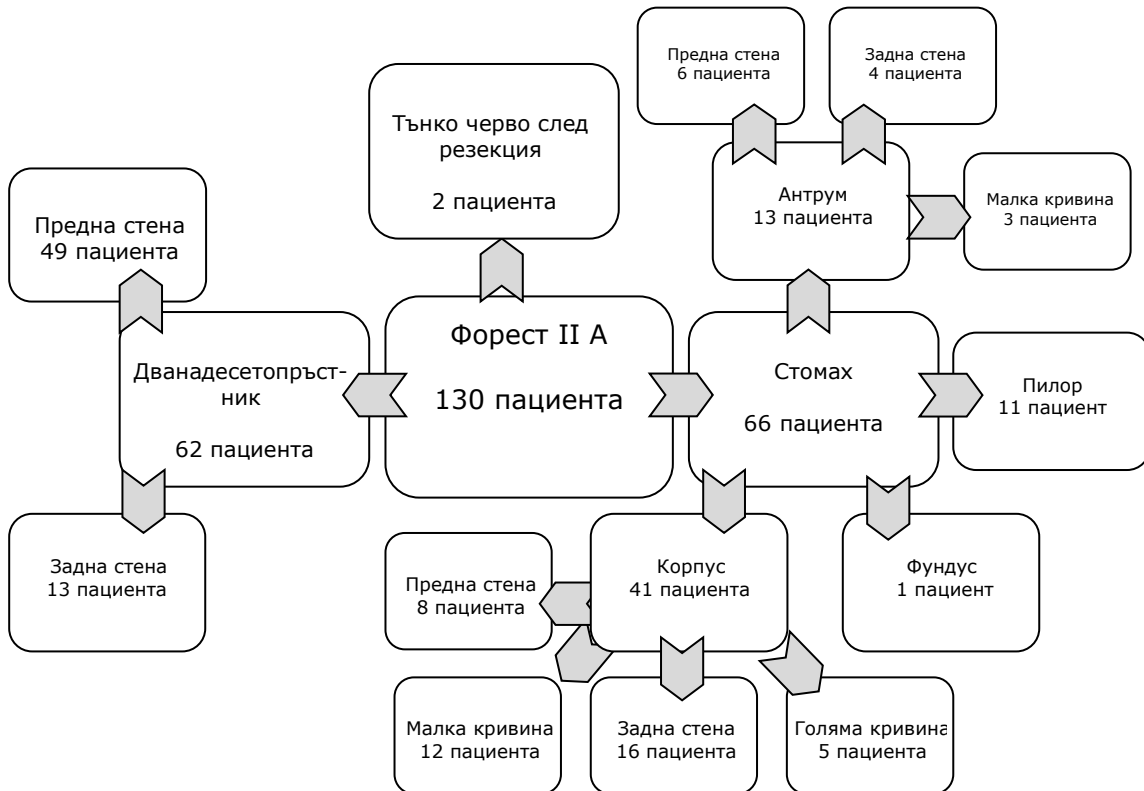 Предна стена
6 пациента
Задна стена
4 пациента
Тънко черво след
резекция
2 пациента
Антрум
13 пациента
Малка кривина
3 пациента
Предна стена
49 пациента
Форест II А
130 пациента
Дванадесетопръст-
ник
62 пациента
Стомах
66 пациента
Пилор
11 пациент
Задна стена
13 пациента
Корпус
41 пациента
Фундус
1 пациент
Предна стена
8 пациента
Малка кривина
12 пациента
Задна стена
16 пациента
Голяма кривина
5 пациента